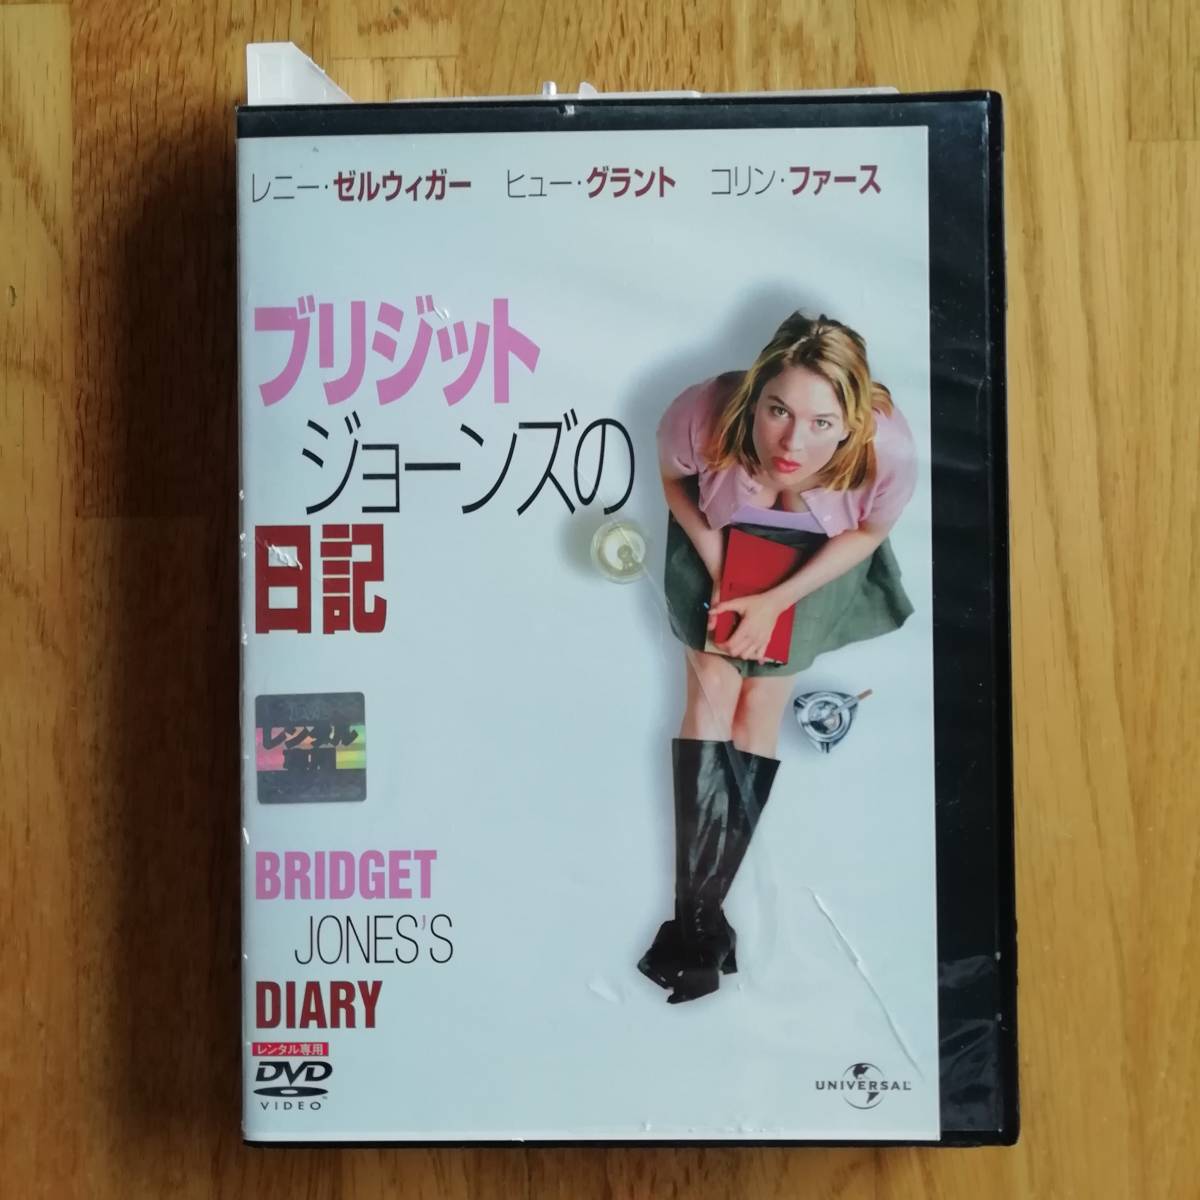 レニー・ゼルウィガー ヒュー・グラント コリン・ファース
ブリジット
ジョーンズの
日記
レンタル
専用
BRIDGET
JONES'S
DIARY
レンタル専用
DVD
VIDEO
UNIVERSAL